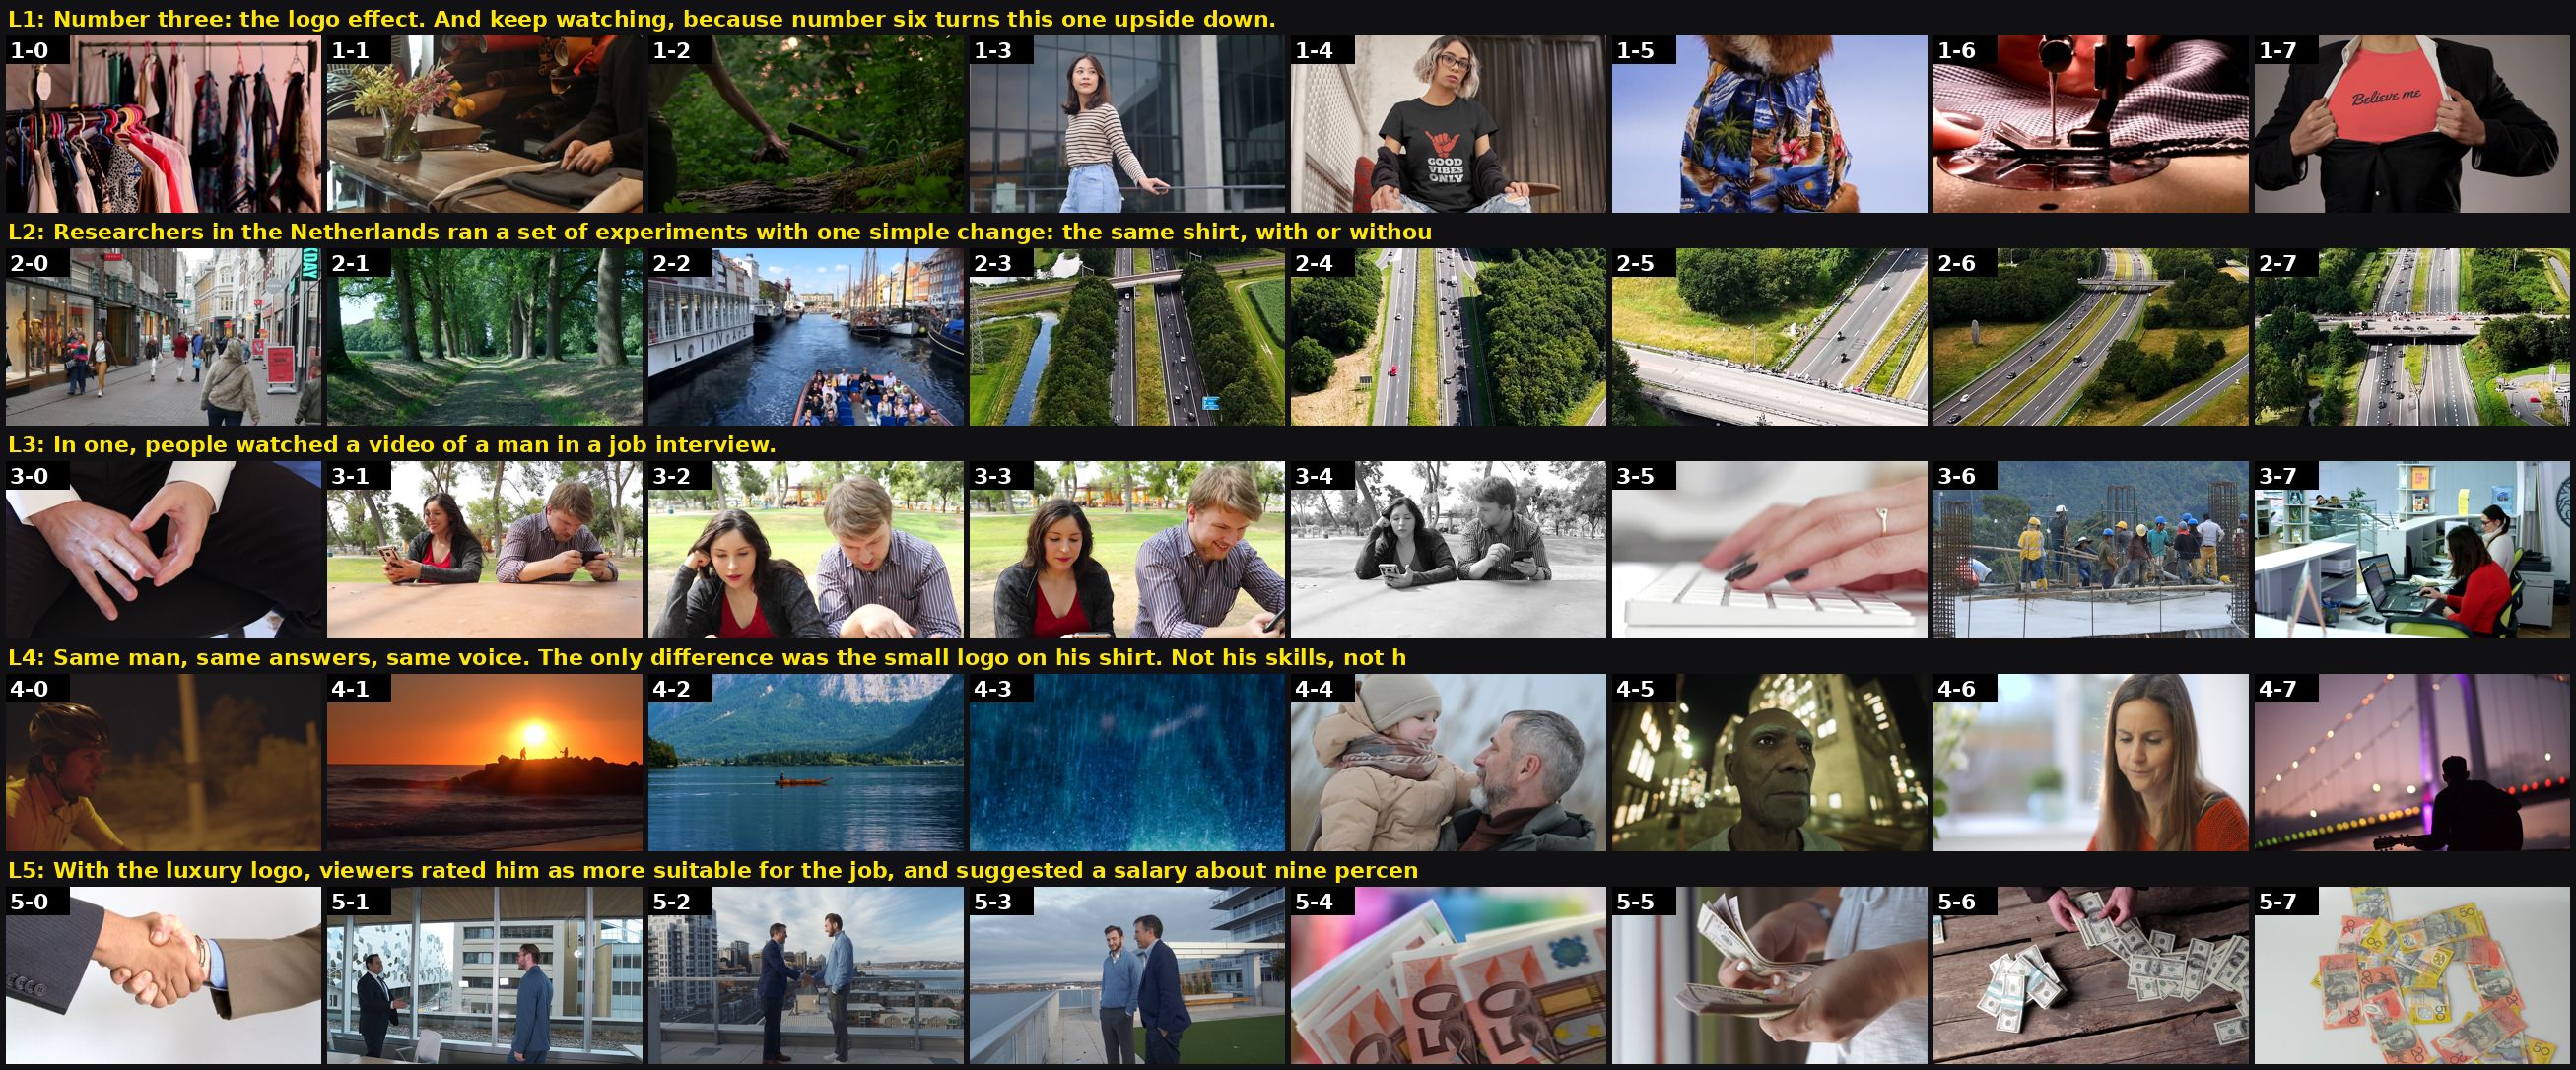 L1: Number three: the logo effect. And keep watching, because number six turns this one upside down.
1-0 1-1 1-2 1-3 1-4 1-5 1-6 1-7
GOOD
VIBES
ONLY
Believe me
L2: Researchers in the Netherlands ran a set of experiments with one simple change: the same shirt, with or withou
2-0 2-1 2-2 2-3 2-4 2-5 2-6 2-7
L3: In one, people watched a video of a man in a job interview.
3-0 3-1 3-2 3-3 3-4 3-5 3-6 3-7
L4: Same man, same answers, same voice. The only difference was the small logo on his shirt. Not his skills, not h
4-0 4-1 4-2 4-3 4-4 4-5 4-6 4-7
L5: With the luxury logo, viewers rated him as more suitable for the job, and suggested a salary about nine percen
5-0 5-1 5-2 5-3 5-4 5-5 5-6 5-7
50 50
50
50